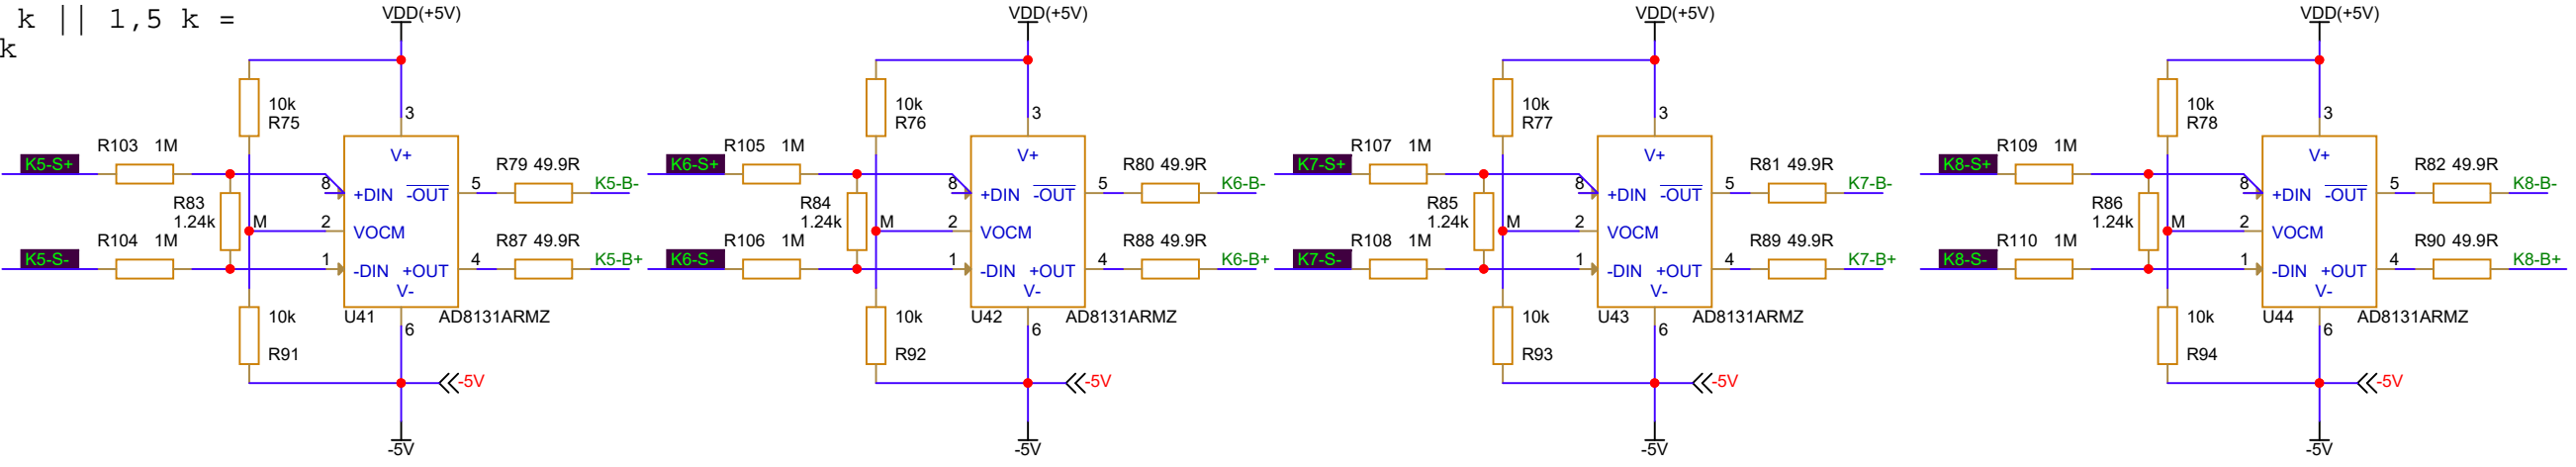 k || 1,5 k =
k
VDD(+5V) VDD(+5V) VDD(+5V) VDD(+5V)
10k
R75
3
R103 1M
K5-S+
V+
8
+DIN
-OUT
5
R79 49.9R
K5-B-
R83
1.24k
M
2
VOCM
K5-S-
R104 1M
1
-DIN
+OUT
4
R87 49.9R
K5-B+
V-
U41
AD8131ARMZ
10k
R91
6
-5V
-5V
10k
R76
3
R105 1M
K6-S+
V+
8
+DIN
-OUT
5
R80 49.9R
K6-B-
R84
1.24k
M
2
VOCM
K6-S-
R106 1M
1
-DIN
+OUT
4
R88 49.9R
K6-B+
V-
U42
AD8131ARMZ
10k
R92
6
-5V
-5V
10k
R77
3
R107 1M
K7-S+
V+
8
+DIN
-OUT
5
R81 49.9R
K7-B-
R85
1.24k
M
2
VOCM
K7-S-
R108 1M
1
-DIN
+OUT
4
R89 49.9R
K7-B+
V-
U43
AD8131ARMZ
10k
R93
6
-5V
-5V
10k
R78
3
R109 1M
K8-S+
V+
8
+DIN
-OUT
5
R82 49.9R
K8-B-
R86
1.24k
M
2
VOCM
K8-S-
R110 1M
1
-DIN
+OUT
4
R90 49.9R
K8-B+
V-
U44
AD8131ARMZ
10k
R94
6
-5V
-5V